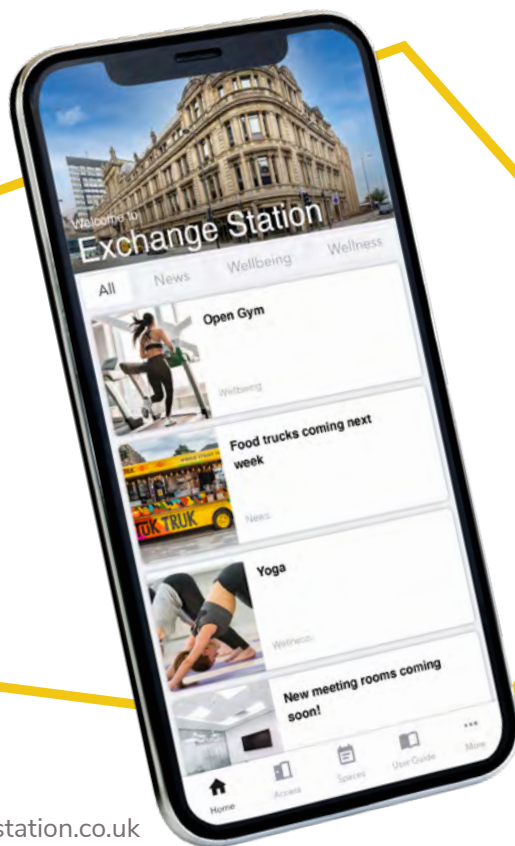 Welcome to
Exchange Station
All
News
Wellbeing
Wellness
Open Gym
Wellbeing
Food trucks coming next
week
News
TUK TRUK
Yoga
Wellness
New meeting rooms coming
soon!
Home
Access
Spaces
User Guide
More
station.co.uk